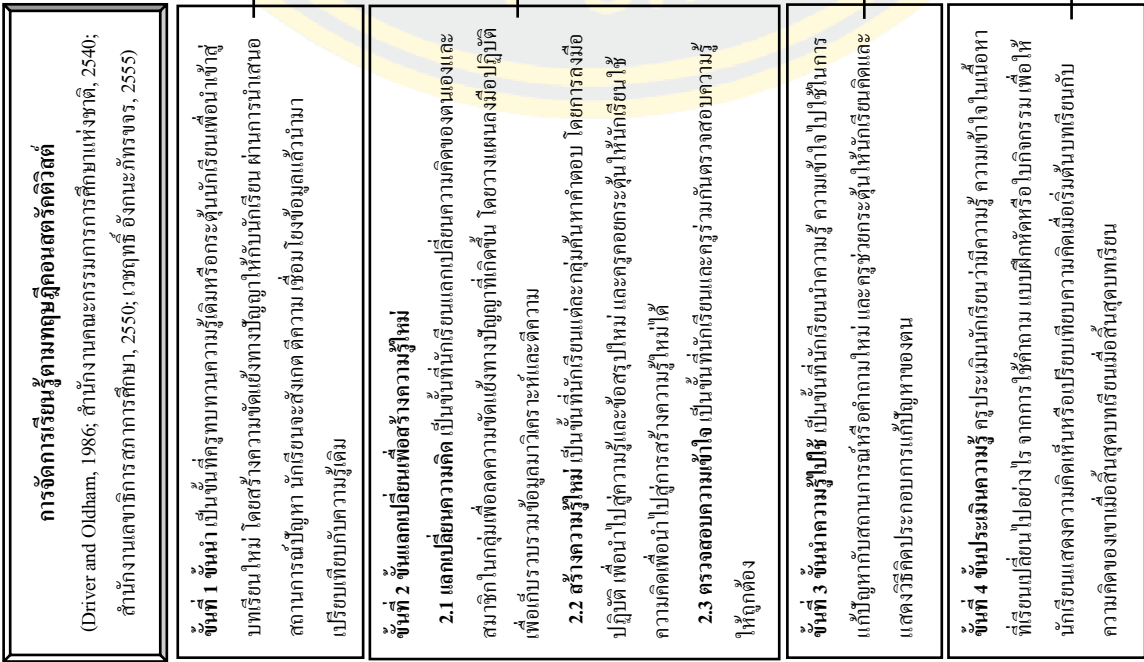 การจัดการเรียนรู้ตามทฤษฎีคอนสตรัคติวิสต์
(Driver and Oldham, 1986; สำนักงานคณะกรรมการการศึกษาแห่งชาติ, 2540;
สำนักงานเลขาธิการสภาการศึกษา, 2550; เวชฤทธิ์ อังกนะภัทรขจร, 2555)
ขั้นที่ 1 ขั้นนำ เป็นขั้นที่ครูทบทวนความรู้เดิมหรือกระตุ้นนักเรียนเพื่อนำเข้าสู่
บทเรียนใหม่ โดยสร้างความขัดแย้งทางปัญญาให้กับนักเรียน ผ่านการนำเสนอ
สถานการณ์ปัญหา นักเรียนจะสังเกต ตีความ เชื่อมโยงข้อมูลแล้วนำมา
เปรียบเทียบกับความรู้เดิม
ขั้นที่ 2 ขั้นแลกเปลี่ยนเพื่อสร้างความรู้ใหม่
2.1 แลกเปลี่ยนความคิด เป็นขั้นที่นักเรียนแลกเปลี่ยนความคิดของตนเองและ
สมาชิกในกลุ่มเพื่อลดความขัดแย้งทางปัญญาที่เกิดขึ้น โดยวางแผนลงมือปฏิบัติ
เพื่อเก็บรวบรวมข้อมูลมาวิเคราะห์และตีความ
2.2 สร้างความรู้ใหม่ เป็นขั้นที่นักเรียนแต่ละกลุ่มค้นหาคำตอบ โดยการลงมือ
ปฏิบัติ เพื่อนำไปสู่ความรู้และข้อสรุปใหม่ และครูคอยกระตุ้นให้นักเรียนใช้
ความคิดเพื่อนำไปสู่การสร้างความรู้ใหม่ได้
2.3 ตรวจสอบความเข้าใจ เป็นขั้นที่นักเรียนและครูร่วมกันตรวจสอบความรู้
ให้ถูกต้อง
ขั้นที่ 3 ขั้นนำความรู้ไปใช้ เป็นขั้นที่นักเรียนนำความรู้ ความเข้าใจไปใช้ในการ
แก้ปัญหากับสถานการณ์หรือคำถามใหม่ และครูช่วยกระตุ้นให้นักเรียนคิดและ
แสดงวิธีคิดประกอบการแก้ปัญหาของตน
ขั้นที่ 4 ขั้นประเมินความรู้ ครูประเมินนักเรียนว่ามีความรู้ ความเข้าใจในเนื้อหา
ที่เรียนเปลี่ยนไปอย่างไร จากการใช้คำถาม แบบฝึกหัดหรือใบกิจกรรม เพื่อให้
นักเรียนแสดงความคิดเห็นหรือเปรียบเทียบความคิดเมื่อเริ่มต้นบทเรียนกับ
ความคิดของเขาเมื่อสิ้นสุดบทเรียนเมื่อสิ้นสุดบทเรียน